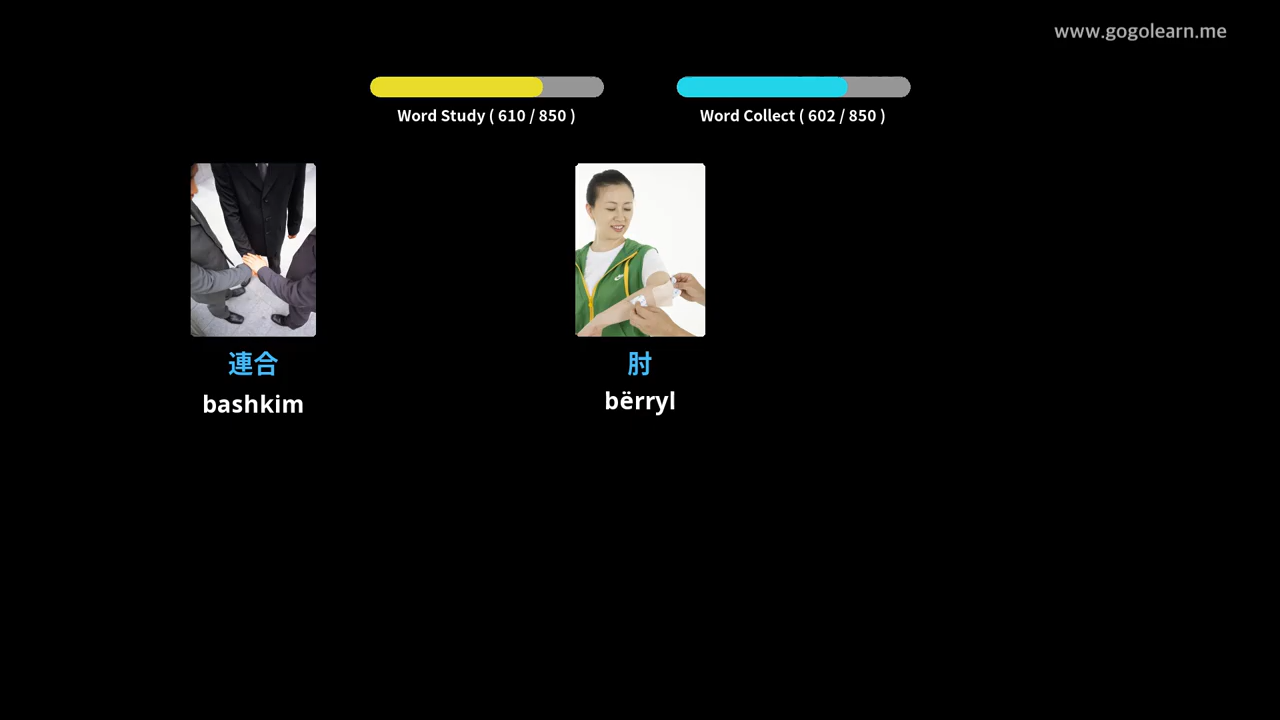 www.gogolearn.me
Word Study ( 610 / 850 )
Word Collect ( 602 / 850 )
連合
bashkim
肘
bërryl